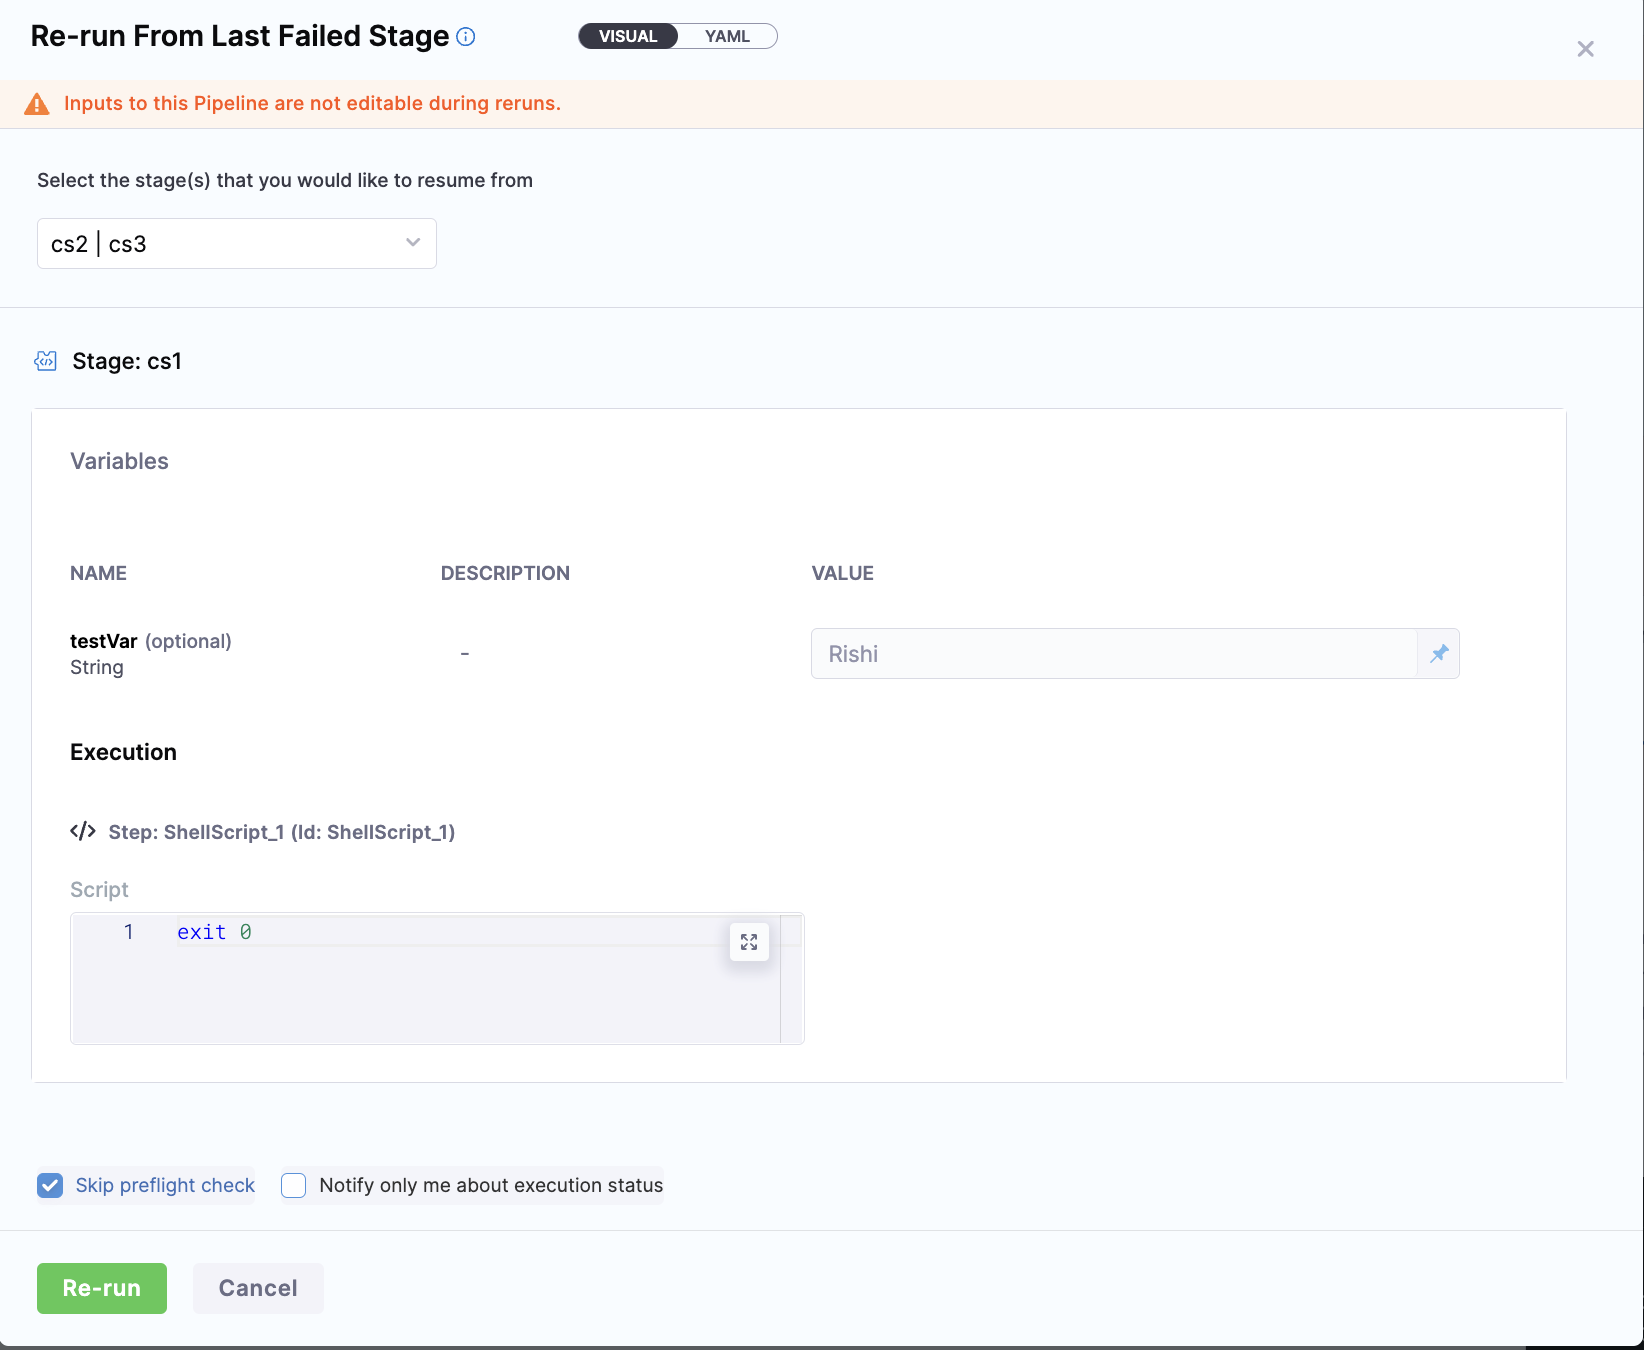 Re-run From Last Failed Stage
VISUAL YAML
Inputs to this Pipeline are not editable during reruns.
Select the stage(s) that you would like to resume from
cs2 | cs3
Stage: cs1
Variables
NAME DESCRIPTION VALUE
testVar (optional)
String
-
Rishi
Execution
</> Step: ShellScript_1 (Id: ShellScript_1)
Script
1 exit 0
Skip preflight check Notify only me about execution status
Re-run Cancel